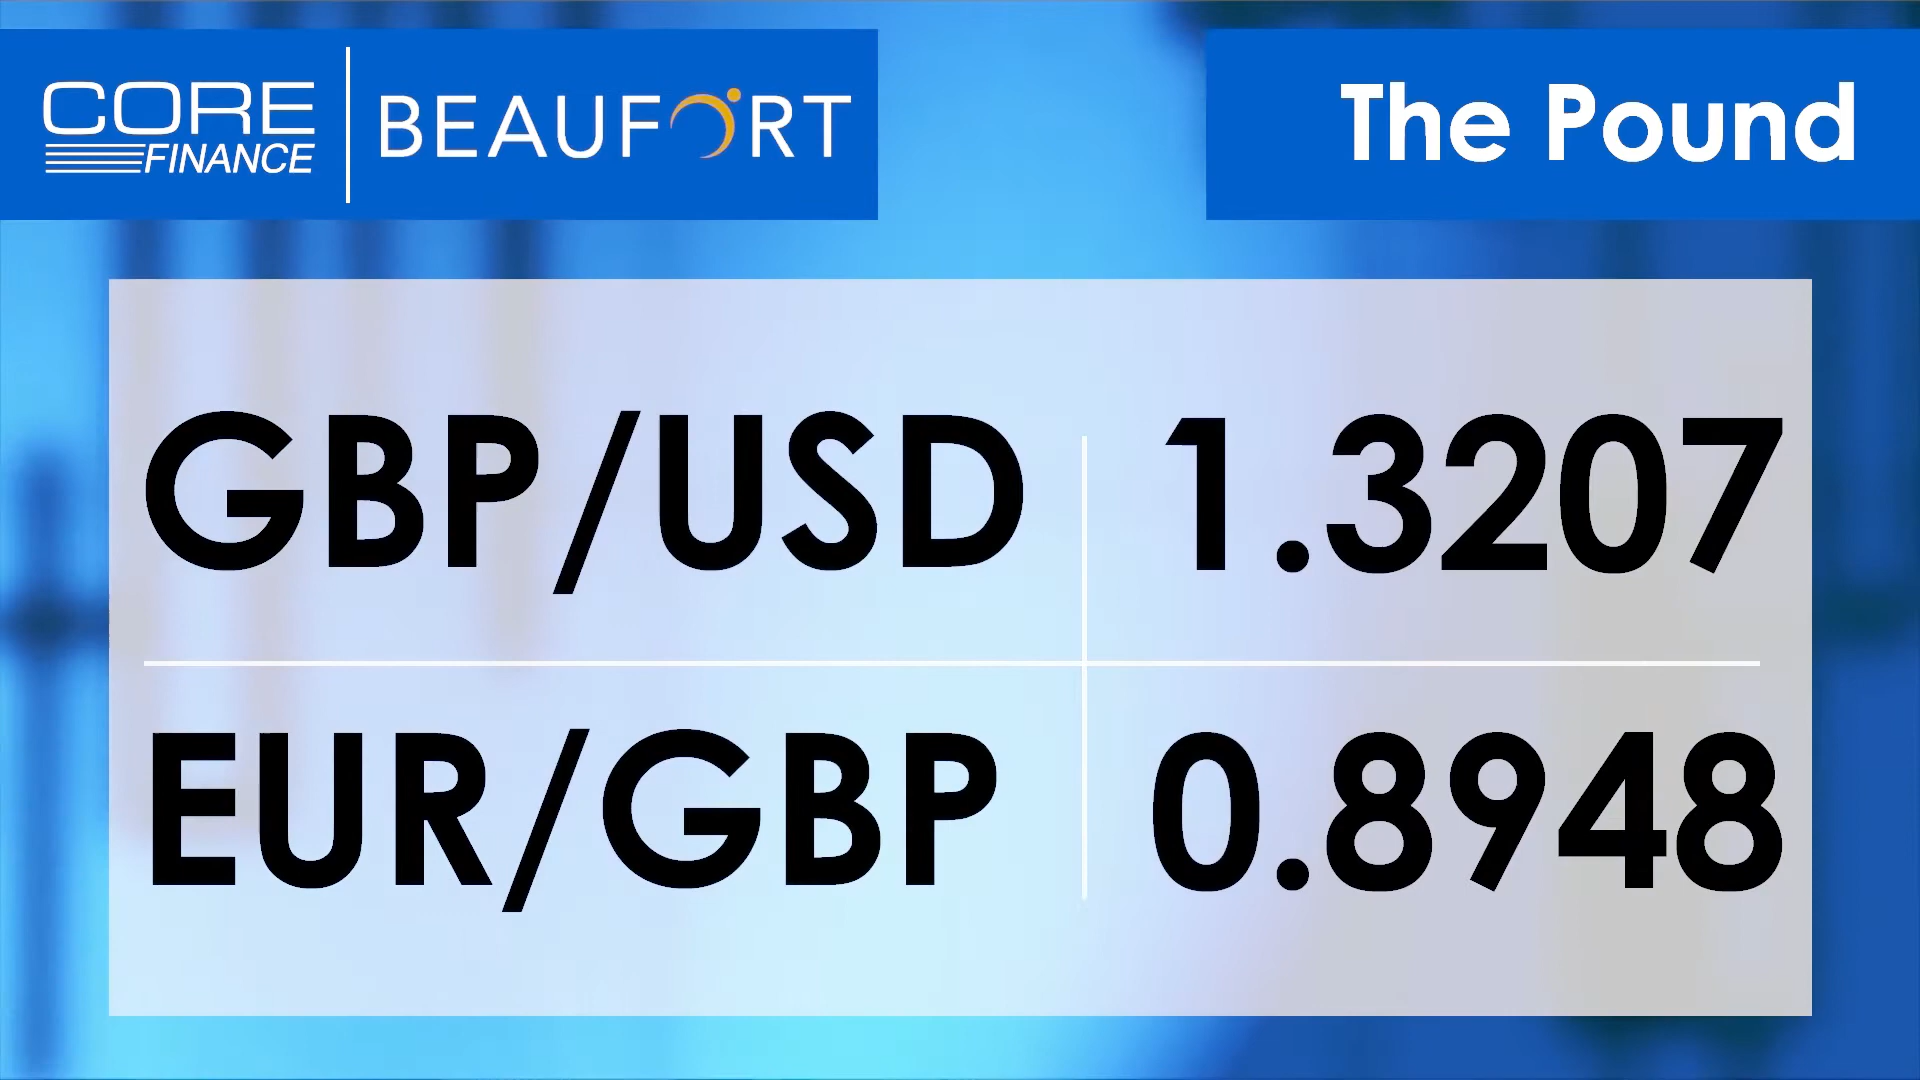 CORE
FINANCE
BEAUFORT
The Pound
GBP/USD 1.3207
EUR/GBP 0.8948